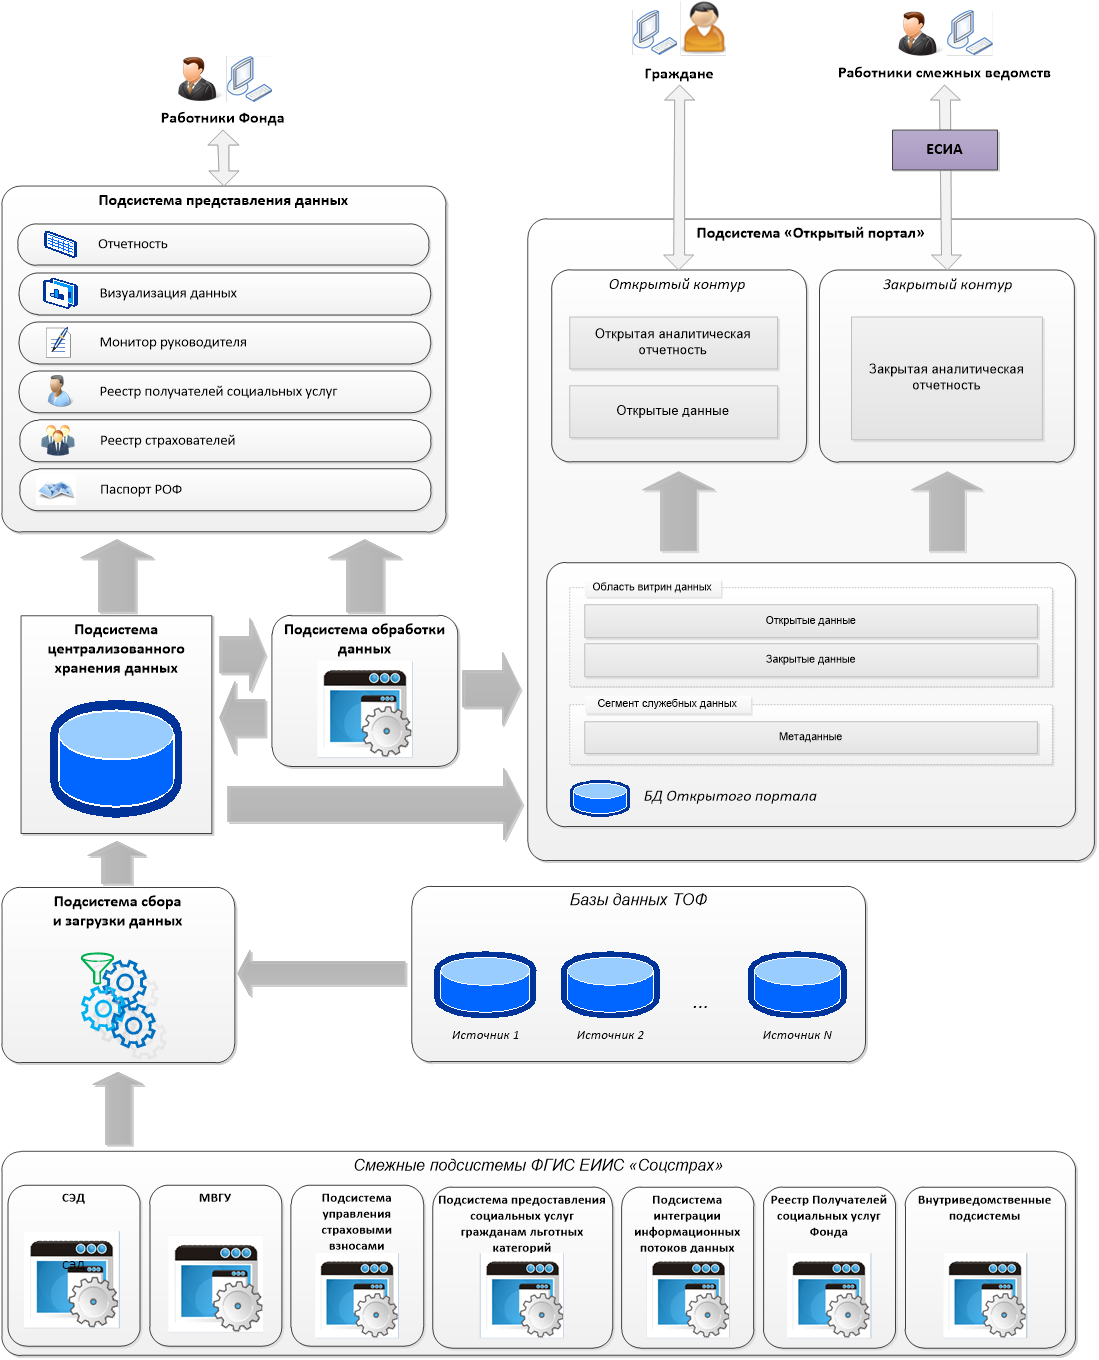 Граждане
Работники смежных ведомств
Работники Фонда
ЕСИА
Подсистема представления данных
Отчетность
Визуализация данных
Монитор руководителя
Реестр получателей социальных услуг
Реестр страхователей
Паспорт РОФ
Подсистема «Открытый портал»
Открытый контур
Открытая аналитическая
отчетность
Открытые данные
Закрытый контур
Закрытая аналитическая
отчетность
Область витрин данных
Открытые данные
Закрытые данные
Сегмент служебных данных
Метаданные
БД Открытого портала
Подсистема
централизованного
хранения данных
Подсистема обработки
данных
Подсистема сбора
и загрузки данных
Базы данных ТОФ
Источник 1
Источник 2
...
Источник N
Смежные подсистемы ФГИС ЕИИС «Соцстрах»
СЭД
СЭД
МВГУ
Подсистема
управления
страховыми
взносами
Подсистема предоставления
социальных услуг
гражданам льготных
категорий
Подсистема
интеграции
информационных
потоков данных
Реестр Получателей
социальных услуг
Фонда
Внутриведомственные
подсистемы